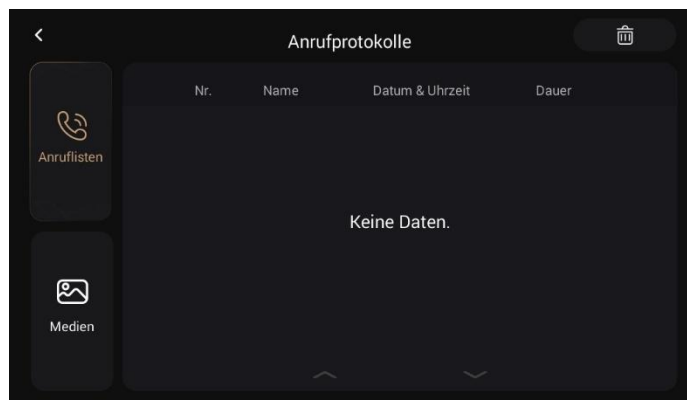 Anrufprotokolle
Anruflisten
Nr. Name Datum & Uhrzeit Dauer
Keine Daten.
Medien